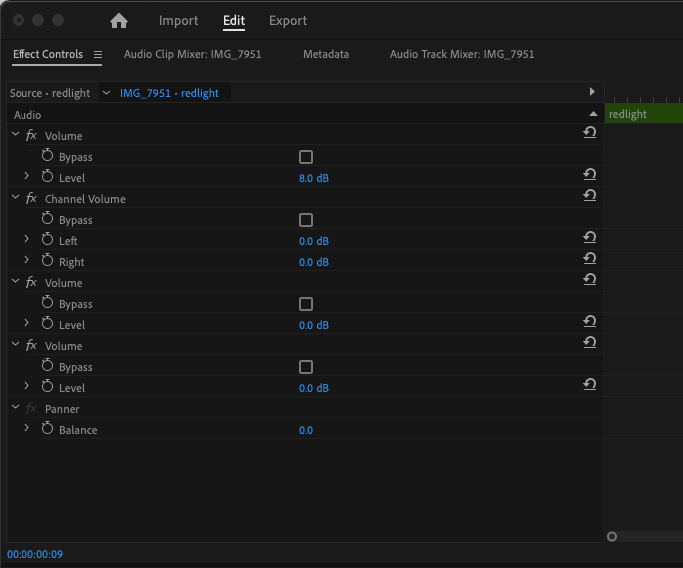 Import Edit Export
Effect Controls Audio Clip Mixer: IMG_7951 Metadata Audio Track Mixer: IMG_7951
Source • redlight IMG_7951 • redlight
Audio redlight
fx Volume
Bypass
Level 8.0 dB
fx Channel Volume
Bypass
Left 0.0 dB
Right 0.0 dB
fx Volume
Bypass
Level 0.0 dB
fx Volume
Bypass
Level 0.0 dB
fx Panner
Balance 0.0
00:00:00:09